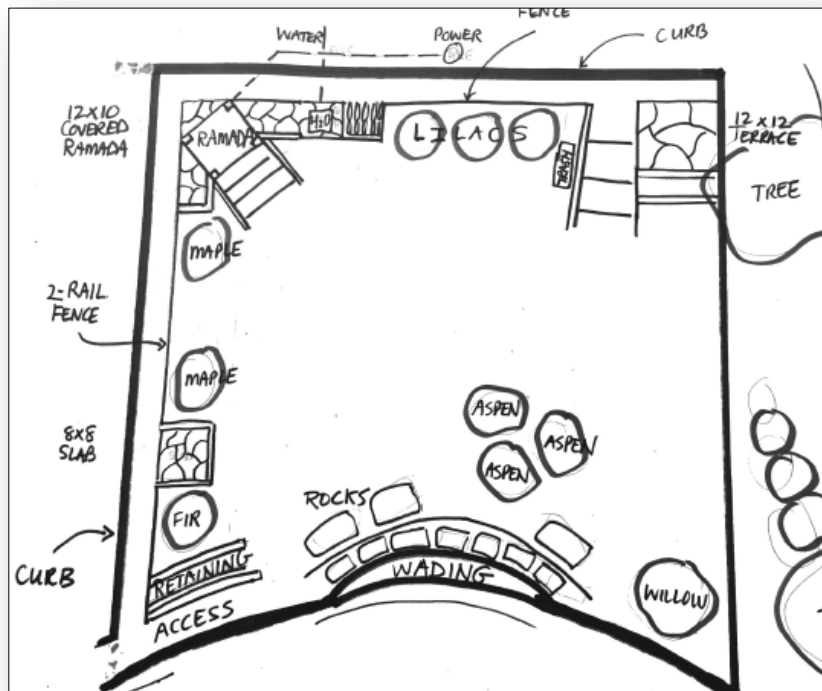 FENCE
WATER
POWER
CURB
12x10
COVERED
RAMADA
RAMADA
H2O
LILACS
TRASH
12 x 12
TERRACE
TREE
MAPLE
2-RAIL
FENCE
MAPLE
8x8
SLAB
ASPEN
ASPEN
ASPEN
ROCKS
FIR
CURB
RETAINING
WADING
WILLOW
ACCESS